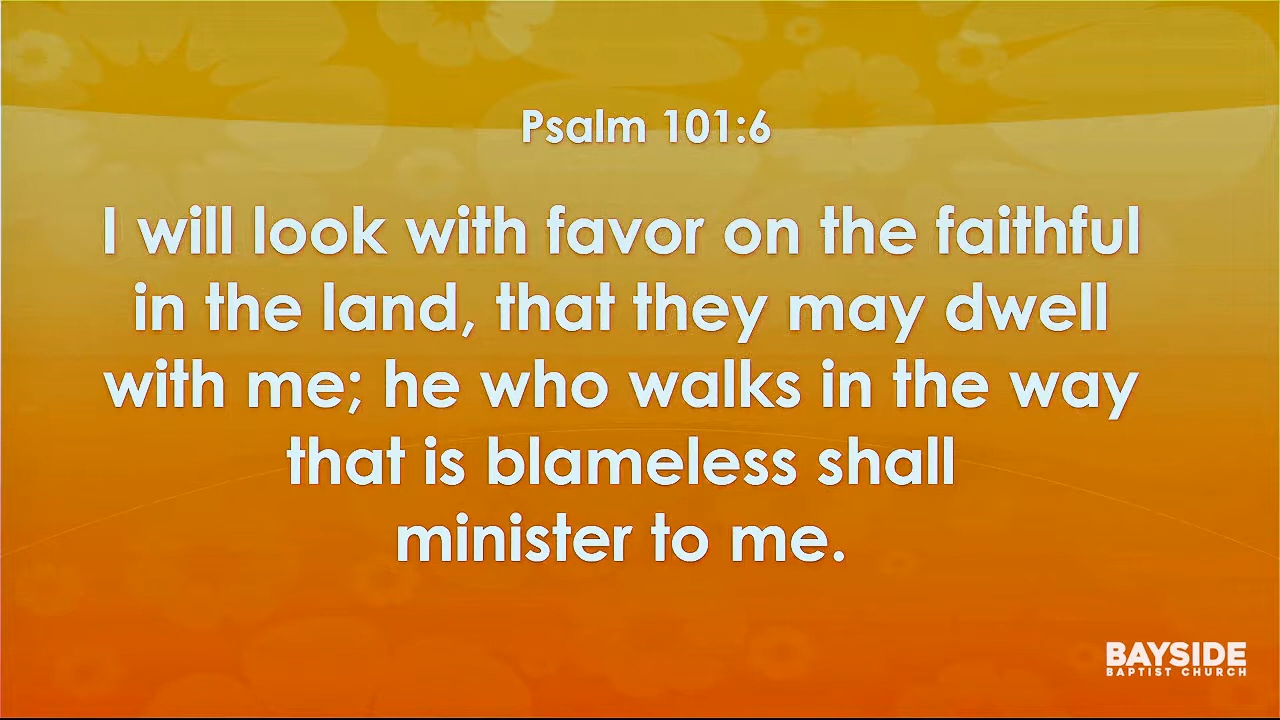 Psalm 101:6
I will look with favor on the faithful
in the land, that they may dwell
with me; he who walks in the way
that is blameless shall
minister to me.
BAYSIDE
BAPTIST CHURCH